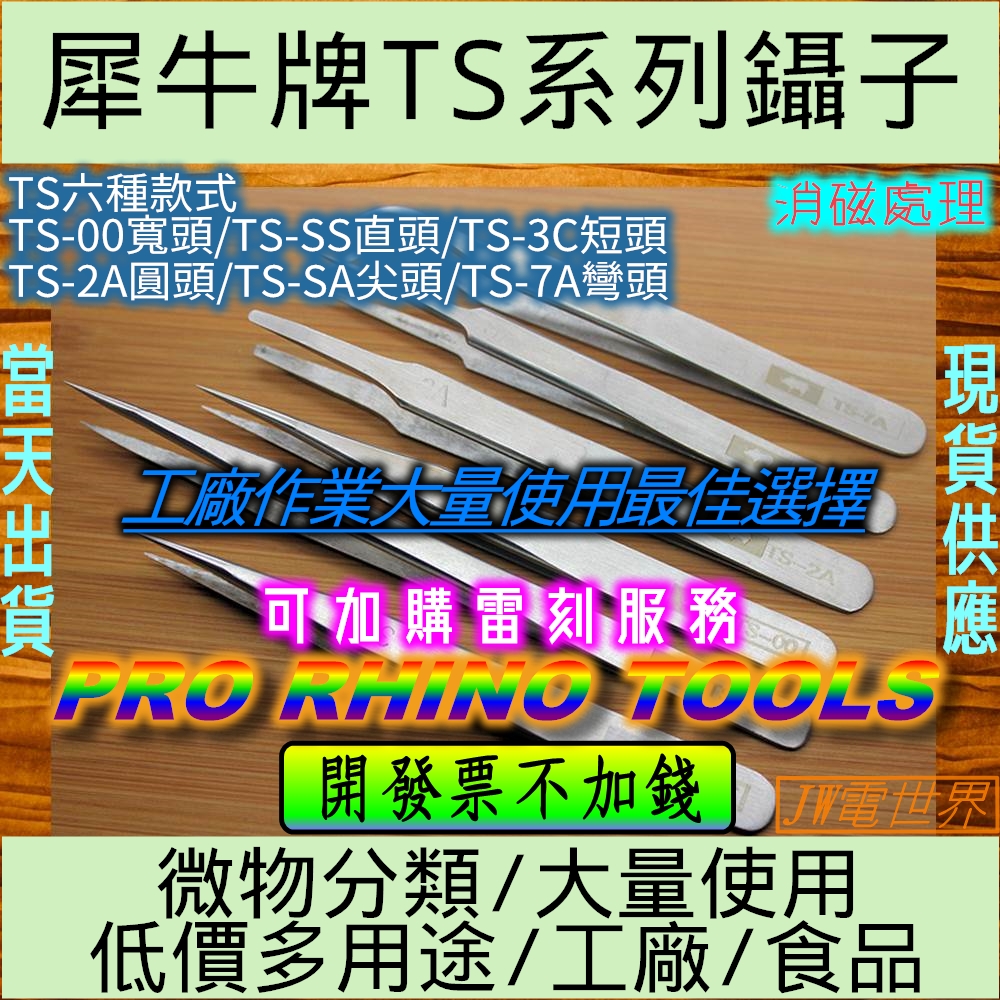 犀牛牌TS系列鑷子
TS六種款式
TS-00寬頭/TS-SS直頭/TS-3C短頭
TS-2A圓頭/TS-SA尖頭/TS-7A彎頭
消磁處理
當天出貨
現貨供應
TS-7A
2A
TS-2A
工廠作業大量使用最佳選擇
可加購雷刻服務
TS-00
PRO RHINO TOOLS
開發票不加錢
JW電世界
微物分類/大量使用
低價多用途/工廠/食品